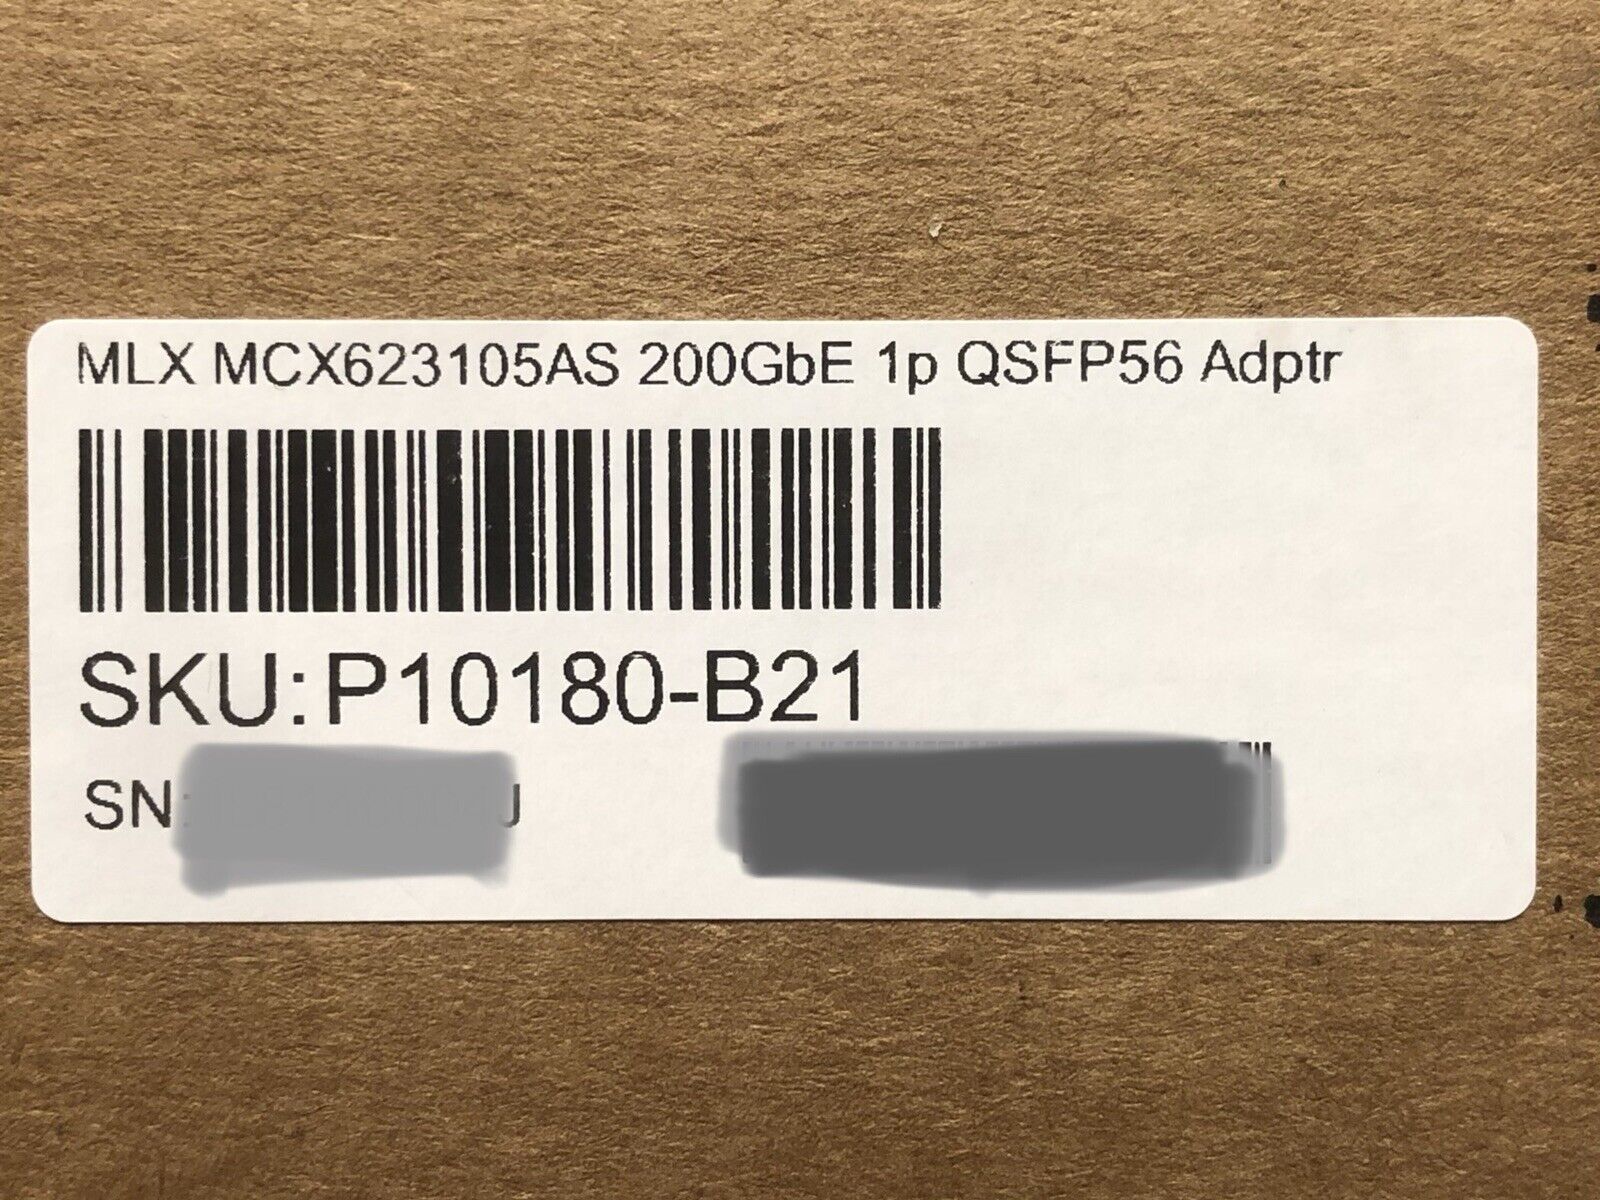 MLX MCX623105AS 200GbE 1p QSFP56 Adptr
SKU: P10180-B21
SN: